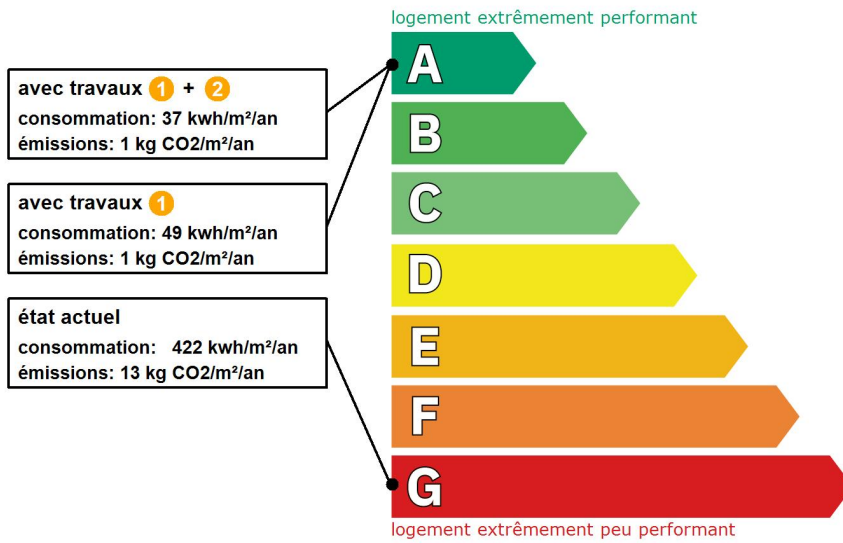 logement extrêmement performant
avec travaux 1 + 2
consommation: 37 kwh/m²/an
émissions: 1 kg CO2/m²/an
avec travaux 1
consommation: 49 kwh/m²/an
émissions: 1 kg CO2/m²/an
état actuel
consommation: 422 kwh/m²/an
émissions: 13 kg CO2/m²/an
A
B
C
D
E
F
G
logement extrêmement peu performant